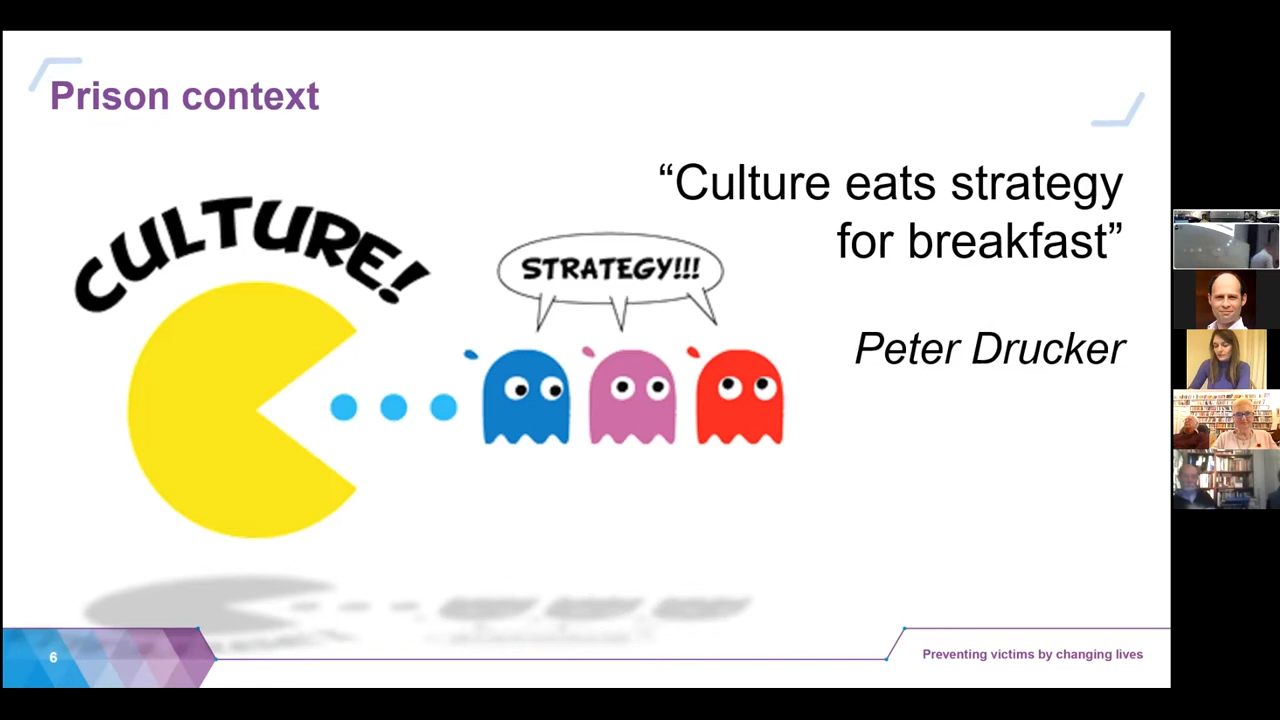 Prison context
CULTURE!
STRATEGY!!!
“Culture eats strategy
for breakfast”
Peter Drucker
6
Preventing victims by changing lives